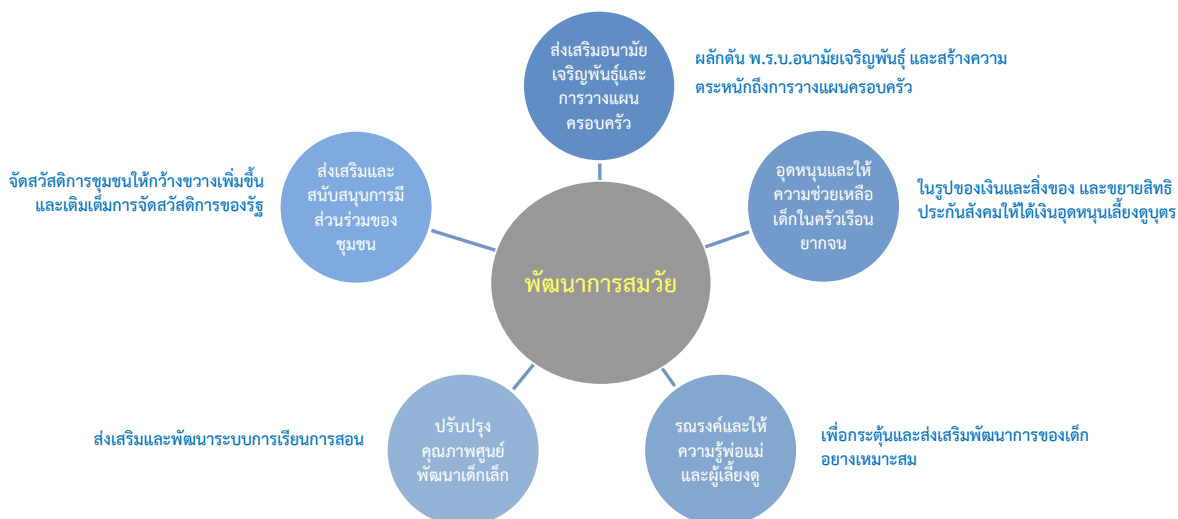 ส่งเสริมอนามัย
เจริญพันธุ์และ
การวางแผน
ครอบครัว
ผลักดัน พ.ร.บ.อนามัยเจริญพันธุ์ และสร้างความ
ตระหนักถึงการวางแผนครอบครัว
อุดหนุนและให้
ความช่วยเหลือ
เด็กในครัวเรือน
ยากจน
ในรูปของเงินและสิ่งของ และขยายสิทธิ
ประกันสังคมให้ได้เงินอุดหนุนเลี้ยงดูบุตร
รณรงค์และให้
ความรู้พ่อแม่
และผู้เลี้ยงดู
เพื่อกระตุ้นและส่งเสริมพัฒนาการของเด็ก
อยางเหมาะสม
ปรับปรุง
คุณภาพศูนย์
พัฒนาเด็กเล็ก
ส่งเสริมและพัฒนาระบบการเรียนการสอน
ส่งเสริมและ
สนับสนุนการมี
ส่วนร่วมของ
ชุมชน
จัดสวัสดิการชุมชนให้กว้างขวางเพิ่มขึ้น
และเติมเต็มการจัดสวัสดิการของรัฐ
พัฒนาการสมวัย